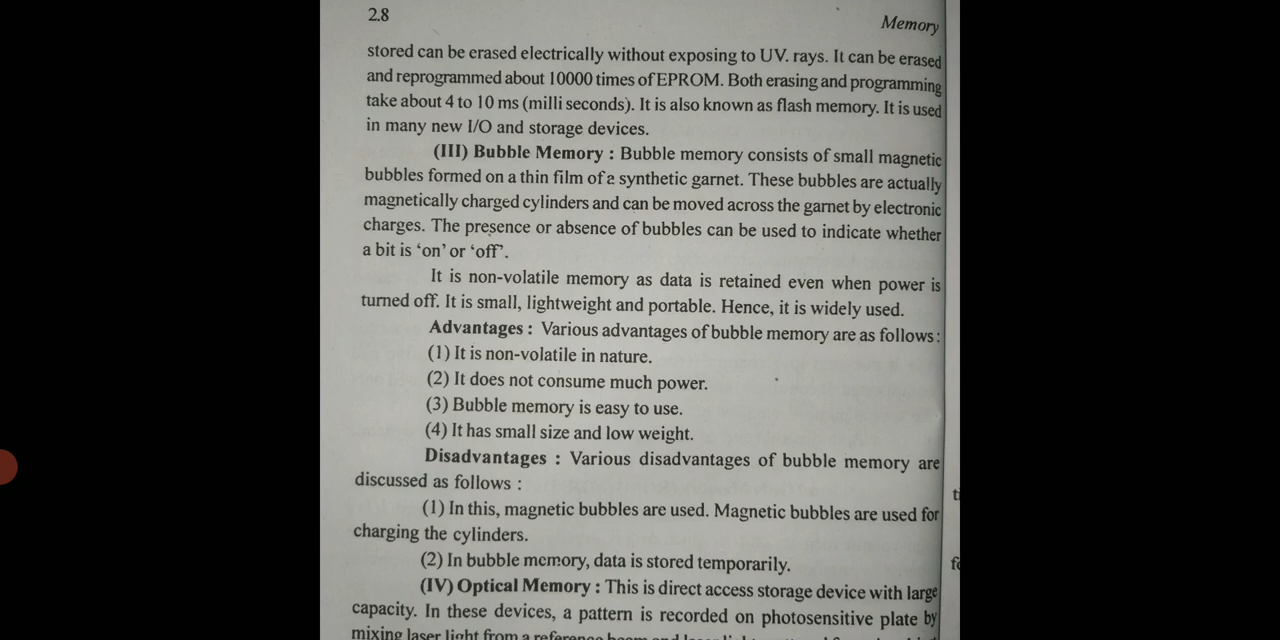 2.8
Memory
stored can be erased electrically without exposing to UV. rays. It can be erased
and reprogrammed about 10000 times of EPROM. Both erasing and programming
take about 4 to 10 ms (milli seconds). It is also known as flash memory. It is used
in many new I/O and storage devices.
(III) Bubble Memory : Bubble memory consists of small magnetic
bubbles formed on a thin film of a synthetic garnet. These bubbles are actually
magnetically charged cylinders and can be moved across the garnet by electronic
charges. The presence or absence of bubbles can be used to indicate whether
a bit is ‘on’ or ‘off’.
It is non-volatile memory as data is retained even when power is
turned off. It is small, lightweight and portable. Hence, it is widely used.
Advantages : Various advantages of bubble memory are as follows :
(1) It is non-volatile in nature.
(2) It does not consume much power.
(3) Bubble memory is easy to use.
(4) It has small size and low weight.
Disadvantages : Various disadvantages of bubble memory are
discussed as follows :
(1) In this, magnetic bubbles are used. Magnetic bubbles are used for
charging the cylinders.
(2) In bubble memory, data is stored temporarily.
(IV) Optical Memory : This is direct access storage device with large
capacity. In these devices, a pattern is recorded on photosensitive plate by
mixing laser light from a reference beam and